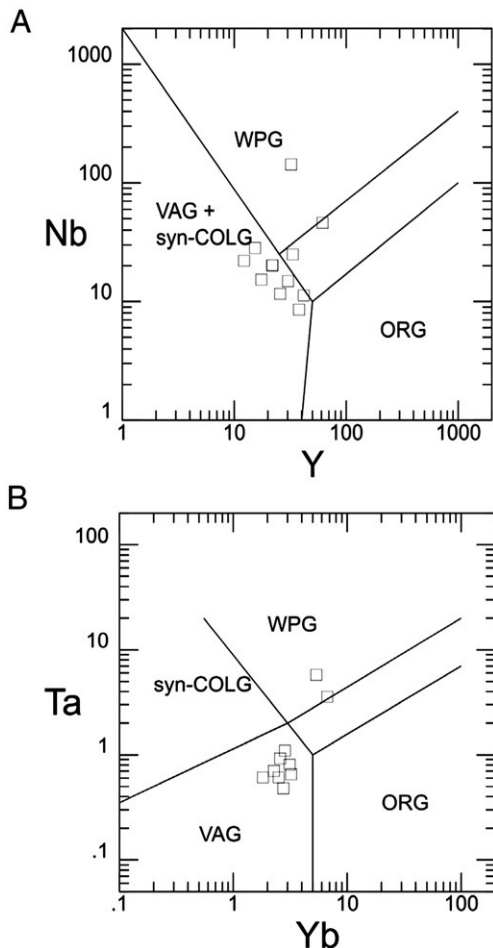 A
1000
WPG
100
VAG +
syn-COLG
Nb
10
ORG
1
1 10 100 1000
Y
B
100
WPG
10
syn-COLG
Ta
1
VAG
ORG
.1
.1 1 10 100
Yb